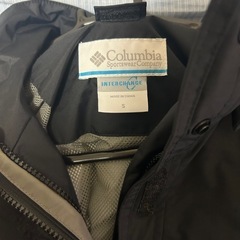 Columbia
Sportswear Company
INTERCHANGE
S